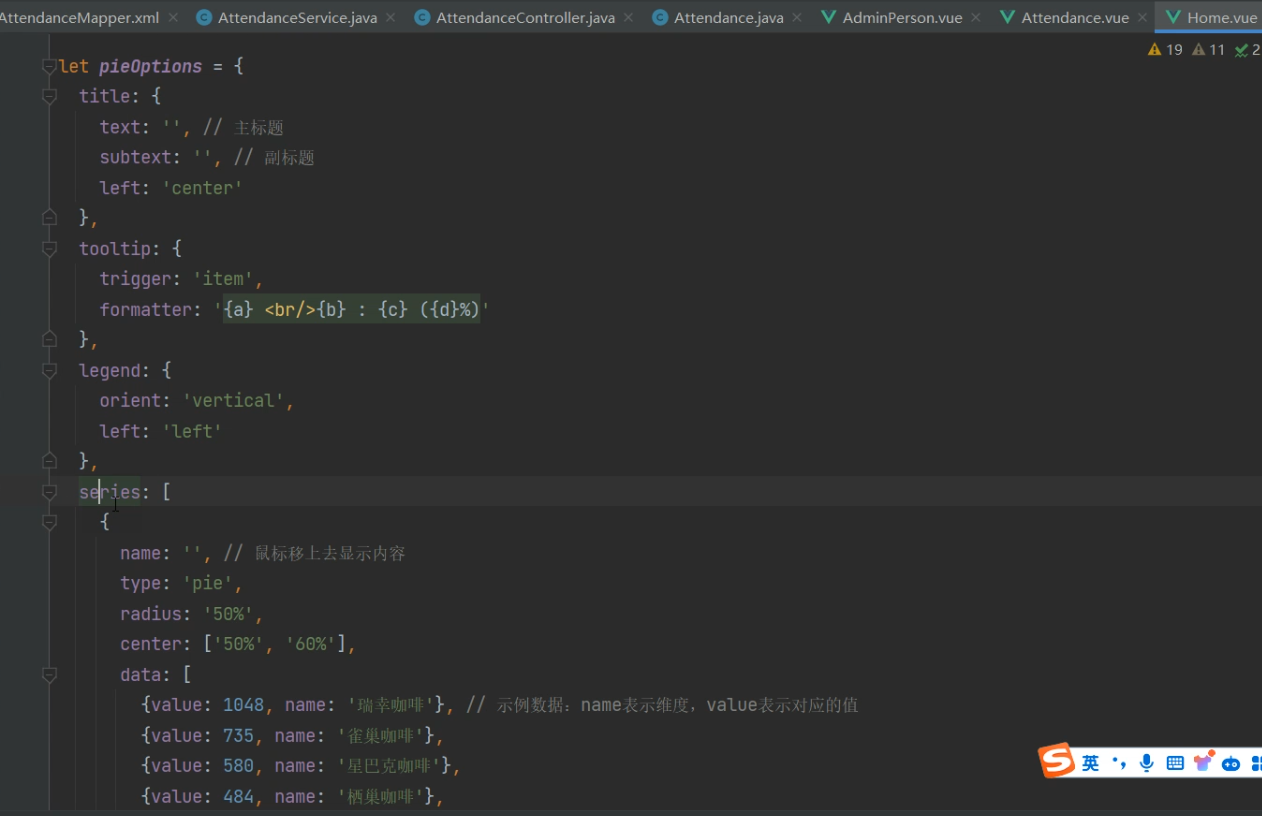 AttendanceMapper.xml AttendanceService.java AttendanceController.java Attendance.java AdminPerson.vue Attendance.vue Home.vue
19 11 2
let pieOptions = {
title: {
text: '', // 主标题
subtext: '', // 副标题
left: 'center'
},
tooltip: {
trigger: 'item',
formatter: '{a} <br/>{b} : {c} ({d}%)'
},
legend: {
orient: 'vertical',
left: 'left'
},
series: [
{
name: '', // 鼠标移上去显示内容
type: 'pie',
radius: '50%',
center: ['50%', '60%'],
data: [
{value: 1048, name: '瑞幸咖啡'}, // 示例数据：name表示维度，value表示对应的值
{value: 735, name: '雀巢咖啡'},
{value: 580, name: '星巴克咖啡'},
{value: 484, name: '栖巢咖啡'},
S 英